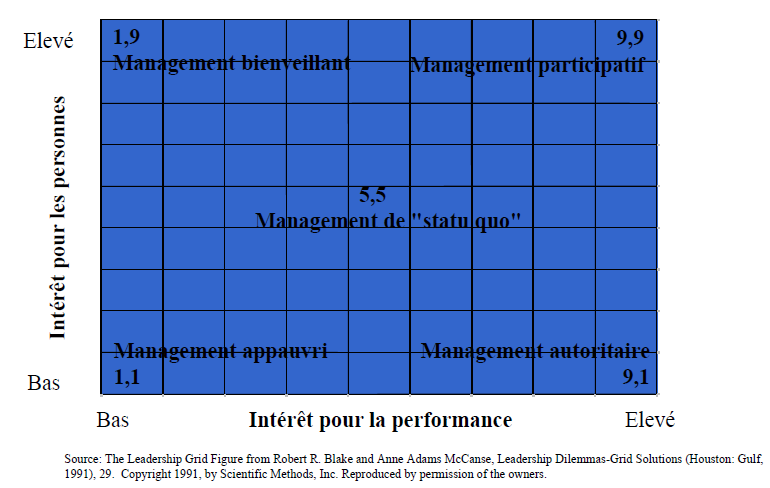 Elevé
1,9
9,9
Management bienveillant
Management participatif
Intérêt pour les personnes
5,5
Management de "statu quo"
Management appauvri
Management autoritaire
Bas
1,1
9,1
Bas
Intérêt pour la performance
Elevé
Source: The Leadership Grid Figure from Robert R. Blake and Anne Adams McCanse, Leadership Dilemmas-Grid Solutions (Houston: Gulf,
1991), 29. Copyright 1991, by Scientific Methods, Inc. Reproduced by permission of the owners.